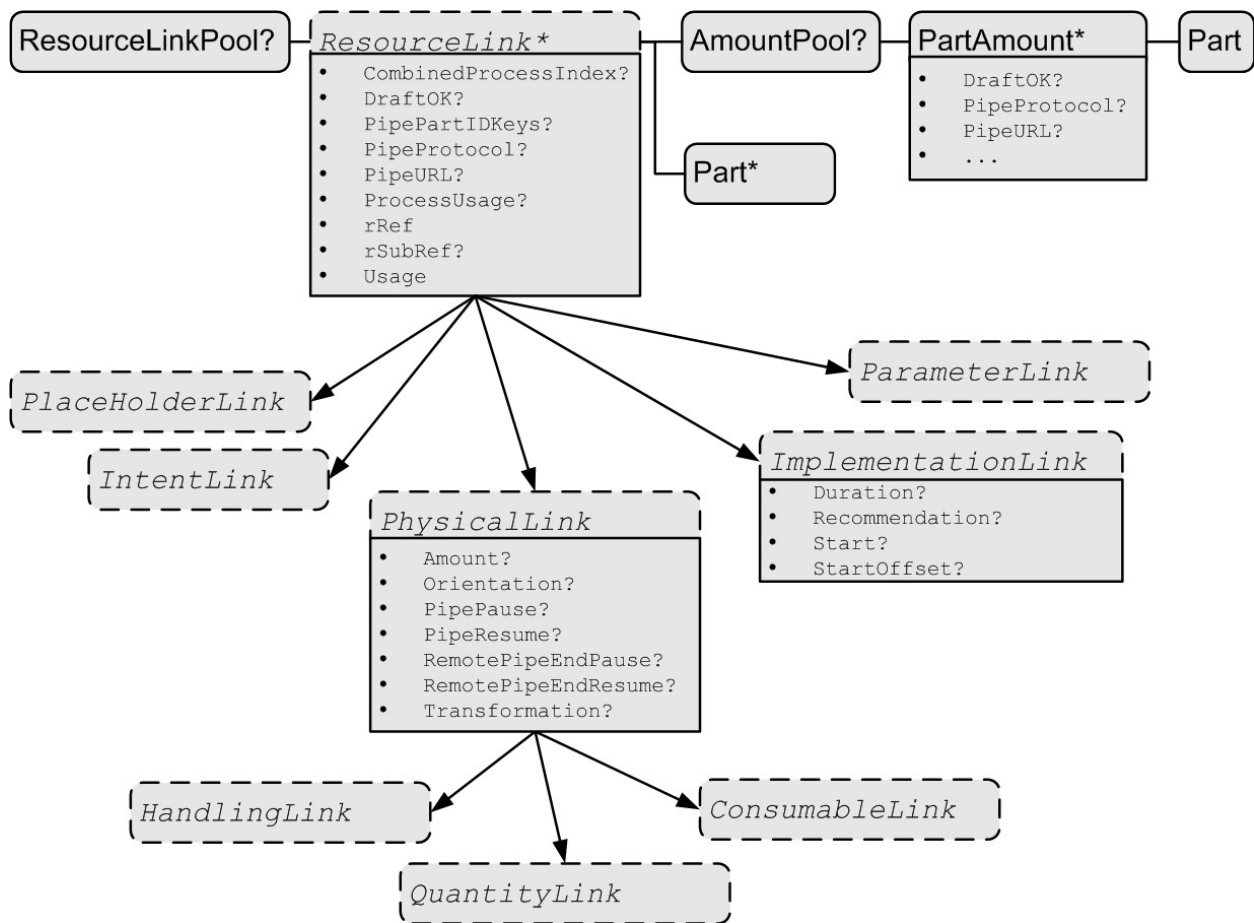 ResourceLinkPool?
ResourceLink*
• CombinedProcessIndex?
• DraftOK?
• PipePartIDKeys?
• PipeProtocol?
• PipeURL?
• ProcessUsage?
• rRef
• rSubRef?
• Usage
AmountPool?
PartAmount*
• DraftOK?
• PipeProtocol?
• PipeURL?
• ...
Part
Part*
PlaceHolderLink
IntentLink
PhysicalLink
• Amount?
• Orientation?
• PipePause?
• PipeResume?
• RemotePipeEndPause?
• RemotePipeEndResume?
• Transformation?
ParameterLink
ImplementationLink
• Duration?
• Recommendation?
• Start?
• StartOffset?
HandlingLink
QuantityLink
ConsumableLink